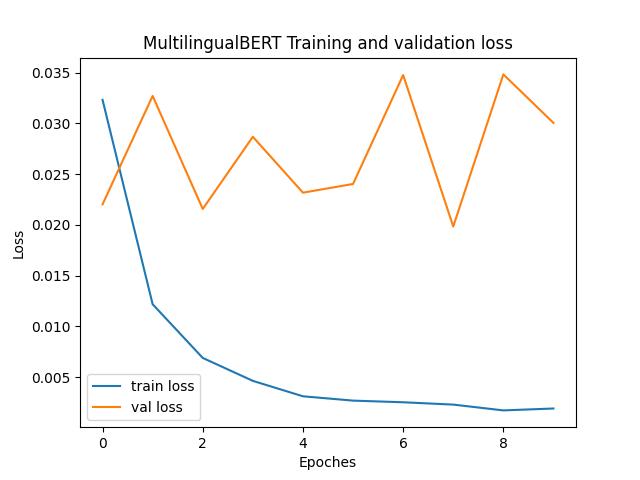 MultilingualBERT Training and validation loss
0.035
0.030
0.025
0.020
0.015
0.010
0.005
Loss
train loss
val loss
0 2 4 6 8
Epoches